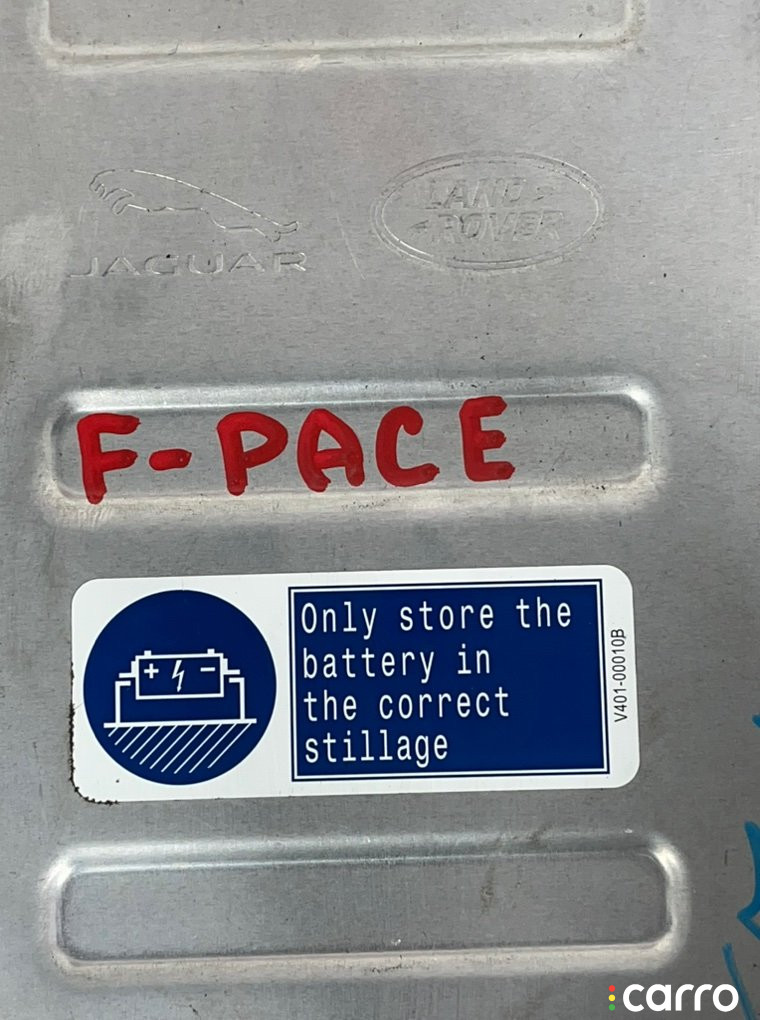 JAGUAR
LAND
ROVER
F-PACE
Only store the
battery in
the correct
stillage
V401-00010B
carro